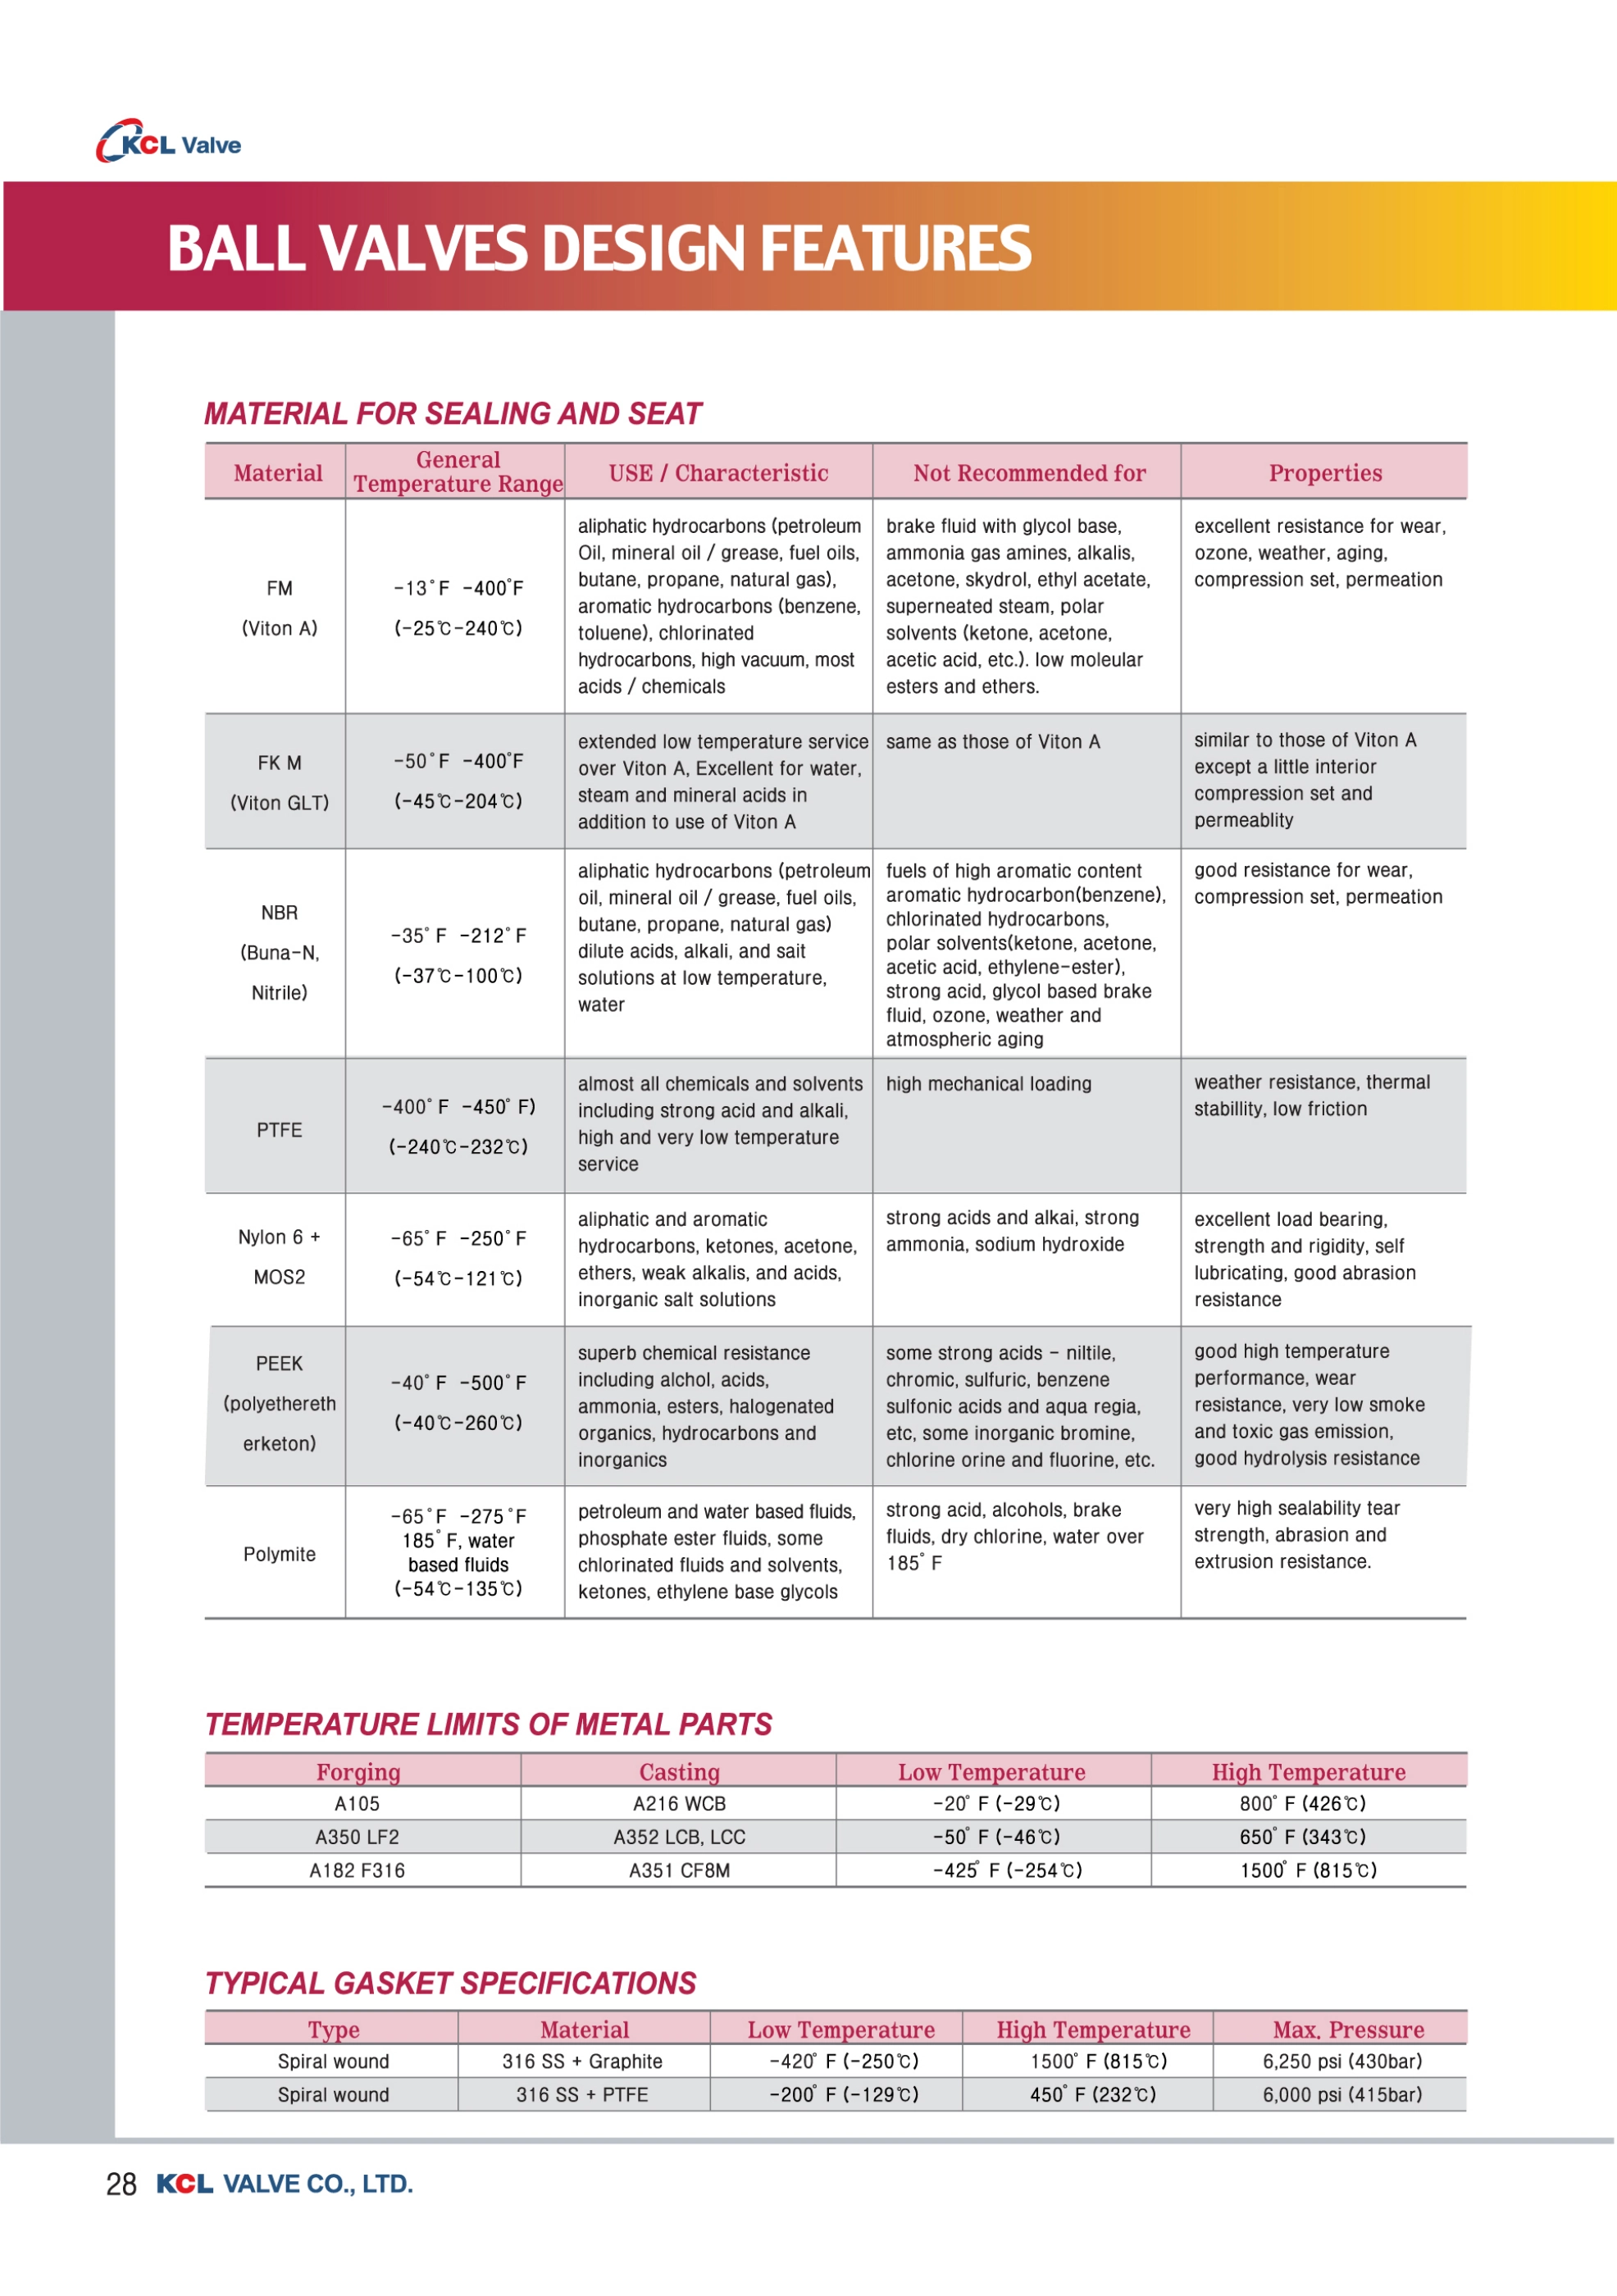 KCL Valve
BALL VALVES DESIGN FEATURES
MATERIAL FOR SEALING AND SEAT
Material
General
Temperature Range
USE / Characteristic
Not Recommended for
Properties
FM
(Viton A)
-13˚F -400˚F
(-25℃-240℃)
aliphatic hydrocarbons (petroleum
Oil, mineral oil / grease, fuel oils,
butane, propane, natural gas),
aromatic hydrocarbons (benzene,
toluene), chlorinated
hydrocarbons, high vacuum, most
acids / chemicals
brake fluid with glycol base,
ammonia gas amines, alkalis,
acetone, skydrol, ethyl acetate,
superneated steam, polar
solvents (ketone, acetone,
acetic acid, etc.). low moleular
esters and ethers.
excellent resistance for wear,
ozone, weather, aging,
compression set, permeation
FK M
(Viton GLT)
-50˚F -400˚F
(-45℃-204℃)
extended low temperature service
over Viton A, Excellent for water,
steam and mineral acids in
addition to use of Viton A
same as those of Viton A
similar to those of Viton A
except a little interior
compression set and
permeablity
NBR
(Buna-N,
Nitrile)
-35˚F -212˚F
(-37℃-100℃)
aliphatic hydrocarbons (petroleum
oil, mineral oil / grease, fuel oils,
butane, propane, natural gas)
dilute acids, alkali, and sait
solutions at low temperature,
water
fuels of high aromatic content
aromatic hydrocarbon(benzene),
chlorinated hydrocarbons,
polar solvents(ketone, acetone,
acetic acid, ethylene-ester),
strong acid, glycol based brake
fluid, ozone, weather and
atmospheric aging
good resistance for wear,
compression set, permeation
PTFE
-400˚F -450˚F)
(-240℃-232℃)
almost all chemicals and solvents
including strong acid and alkali,
high and very low temperature
service
high mechanical loading
weather resistance, thermal
stabillity, low friction
Nylon 6 +
MOS2
-65˚F -250˚F
(-54℃-121℃)
aliphatic and aromatic
hydrocarbons, ketones, acetone,
ethers, weak alkalis, and acids,
inorganic salt solutions
strong acids and alkai, strong
ammonia, sodium hydroxide
excellent load bearing,
strength and rigidity, self
lubricating, good abrasion
resistance
PEEK
(polyethereth
erketon)
-40˚F -500˚F
(-40℃-260℃)
superb chemical resistance
including alchol, acids,
ammonia, esters, halogenated
organics, hydrocarbons and
inorganics
some strong acids - niltile,
chromic, sulfuric, benzene
sulfonic acids and aqua regia,
etc, some inorganic bromine,
chlorine orine and fluorine, etc.
good high temperature
performance, wear
resistance, very low smoke
and toxic gas emission,
good hydrolysis resistance
Polymite
-65˚F -275˚F
185˚F, water
based fluids
(-54℃-135℃)
petroleum and water based fluids,
phosphate ester fluids, some
chlorinated fluids and solvents,
ketones, ethylene base glycols
strong acid, alcohols, brake
fluids, dry chlorine, water over
185˚F
very high sealability tear
strength, abrasion and
extrusion resistance.
TEMPERATURE LIMITS OF METAL PARTS
Forging Casting Low Temperature High Temperature
A105 A216 WCB -20˚F (-29℃) 800˚F (426℃)
A350 LF2 A352 LCB, LCC -50˚F (-46℃) 650˚F (343℃)
A182 F316 A351 CF8M -425˚F (-254℃) 1500˚F (815℃)
TYPICAL GASKET SPECIFICATIONS
Type Material Low Temperature High Temperature Max. Pressure
Spiral wound 316 SS + Graphite -420˚F (-250℃) 1500˚F (815℃) 6,250 psi (430bar)
Spiral wound 316 SS + PTFE -200˚F (-129℃) 450˚F (232℃) 6,000 psi (415bar)
28 KCL VALVE CO., LTD.